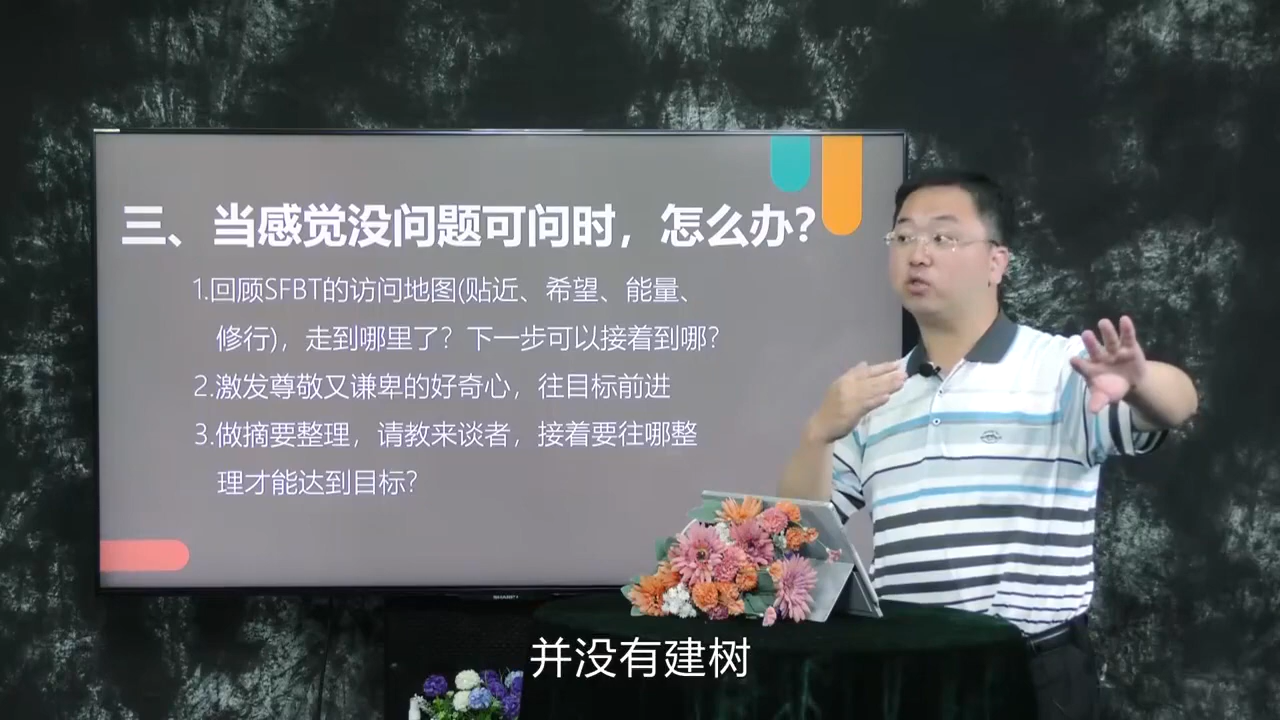 三、当感觉没问题可问时，怎么办？
1.回顾SFBT的访问地图(贴近、希望、能量、
修行)，走到哪里了？下一步可以接着到哪？
2.激发尊敬又谦卑的好奇心，往目标前进
3.做摘要整理，请教来谈者，接着要往哪整
理才能达到目标？
SHARP
并没有建树